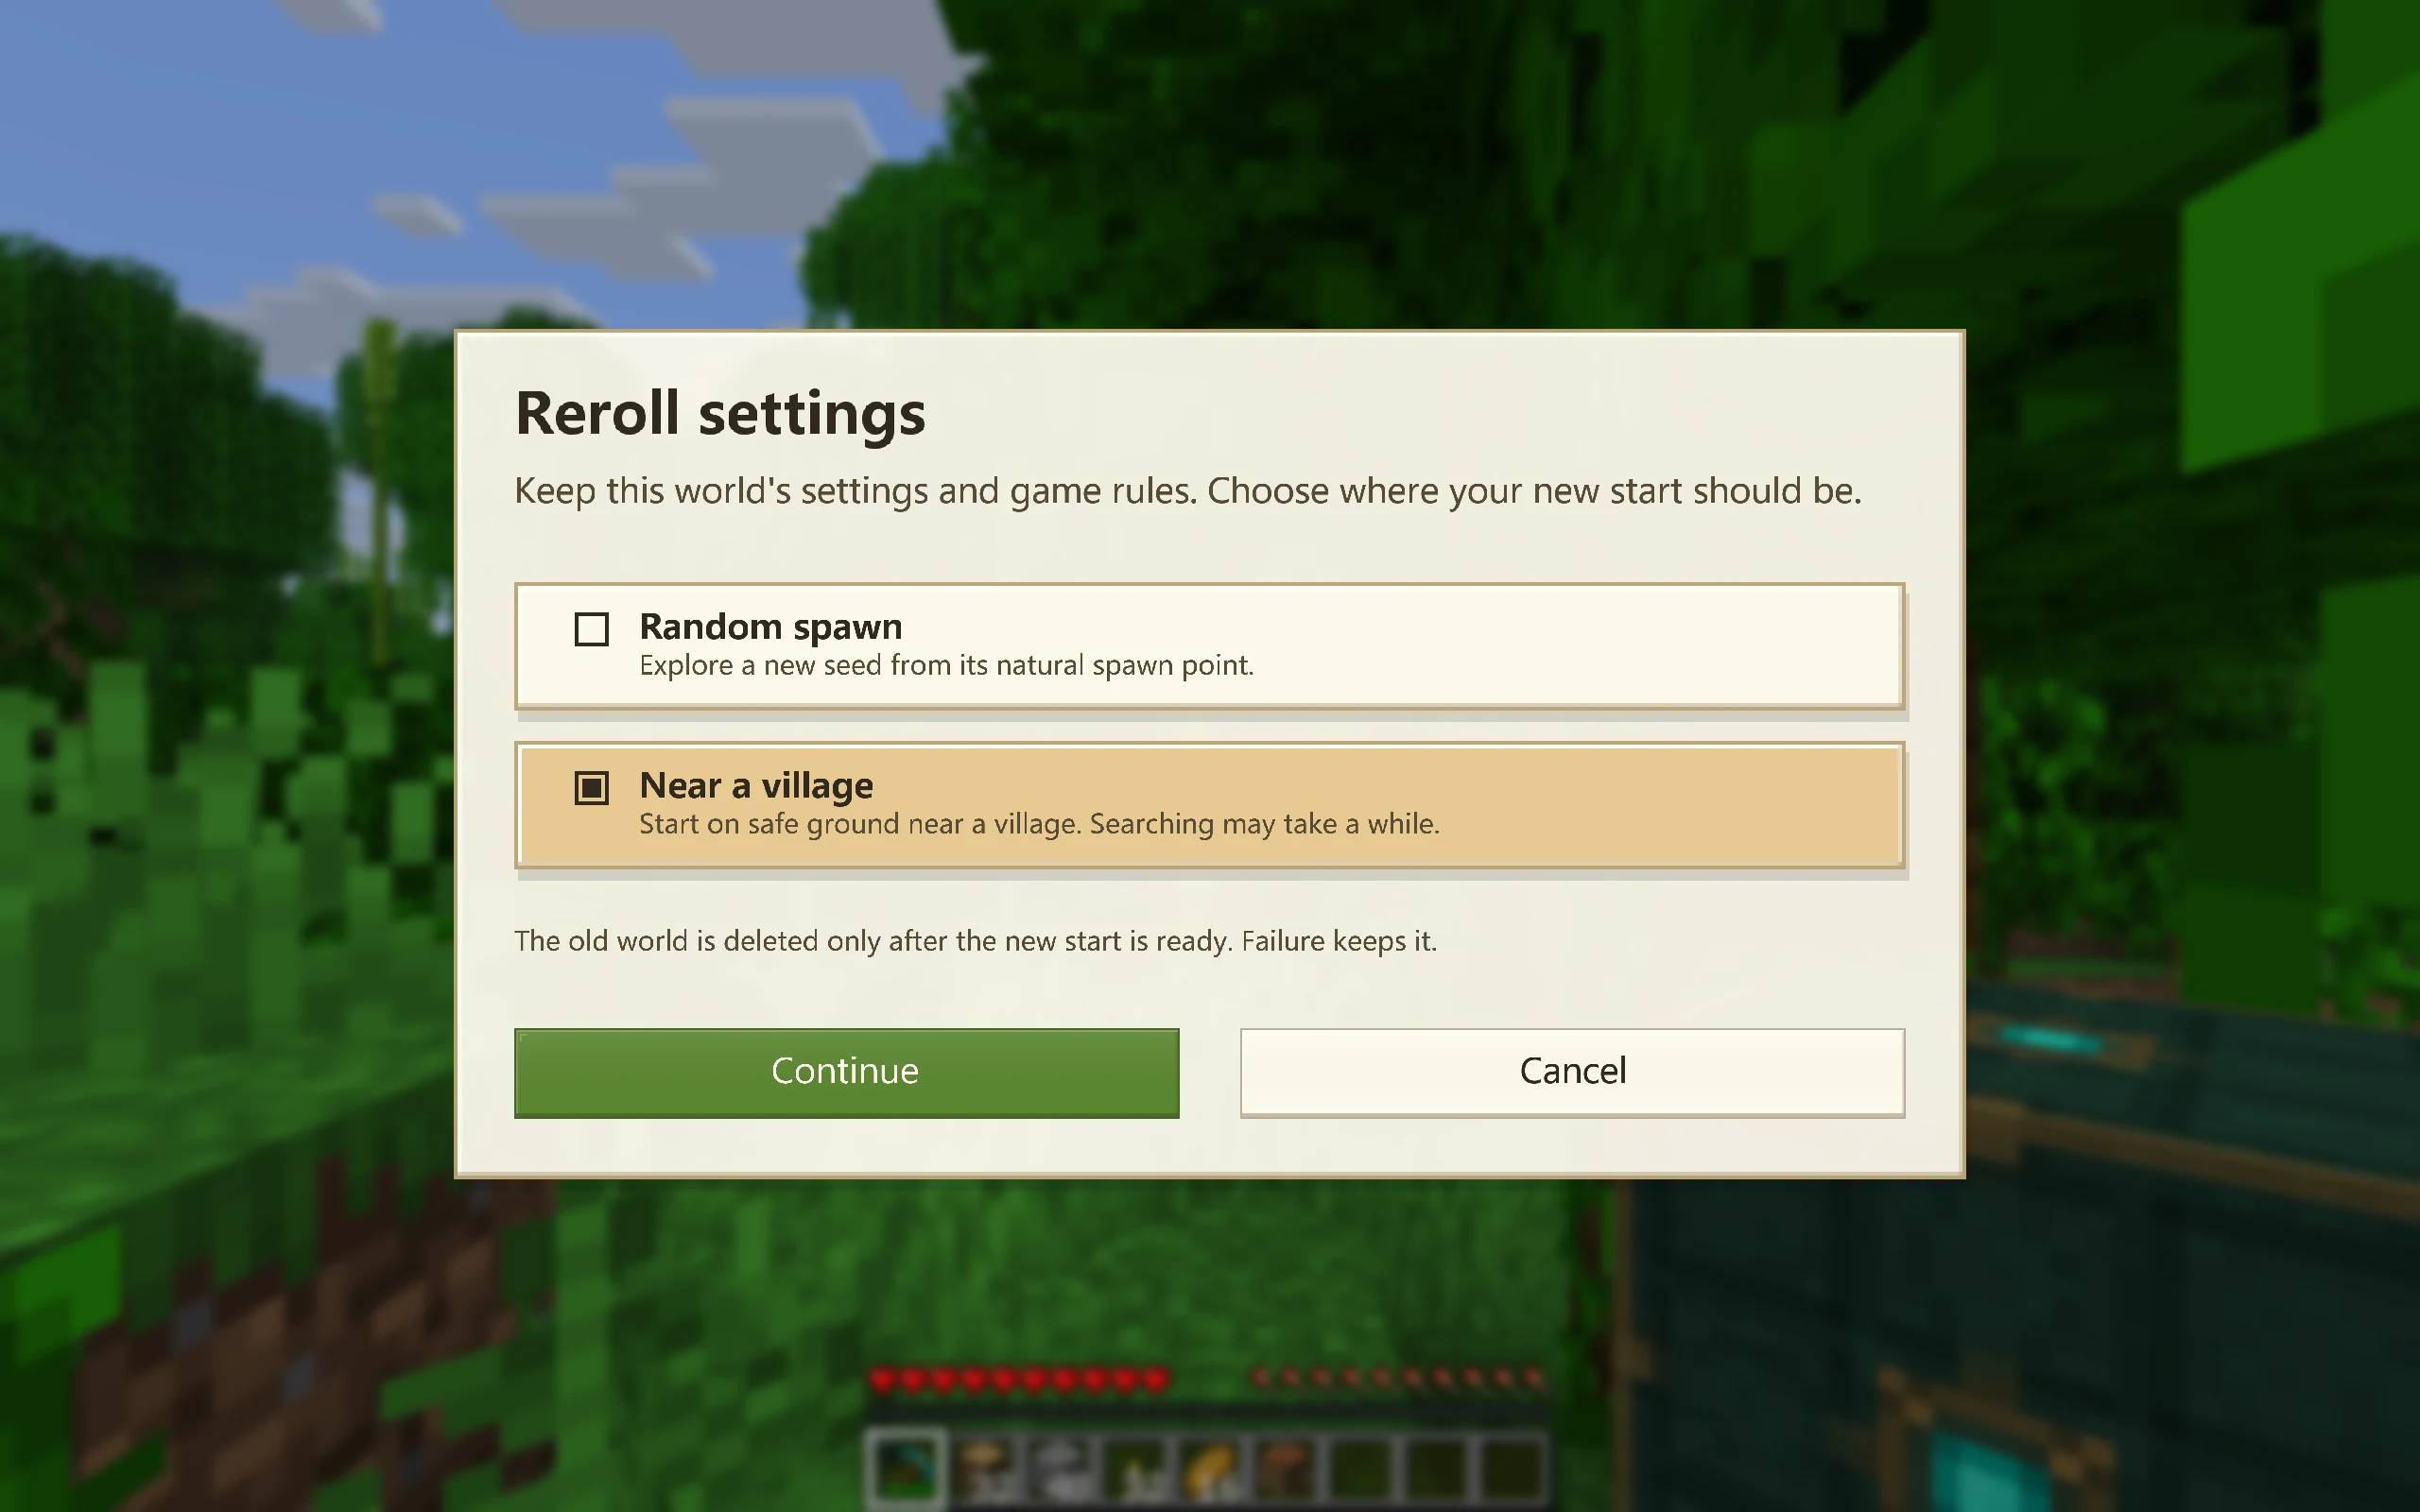 Reroll settings
Keep this world's settings and game rules. Choose where your new start should be.
Random spawn
Explore a new seed from its natural spawn point.
Near a village
Start on safe ground near a village. Searching may take a while.
The old world is deleted only after the new start is ready. Failure keeps it.
Continue
Cancel